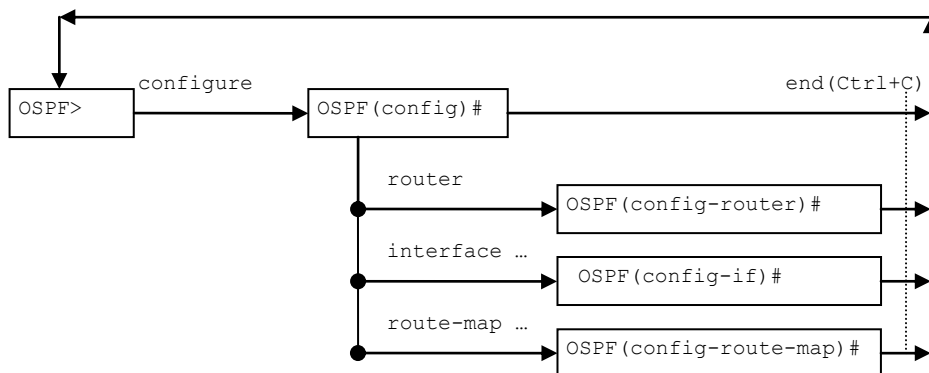 configure
end(Ctrl+C)
OSPF>
OSPF(config)#
router
OSPF(config-router)#
interface …
OSPF(config-if)#
route-map …
OSPF(config-route-map)#